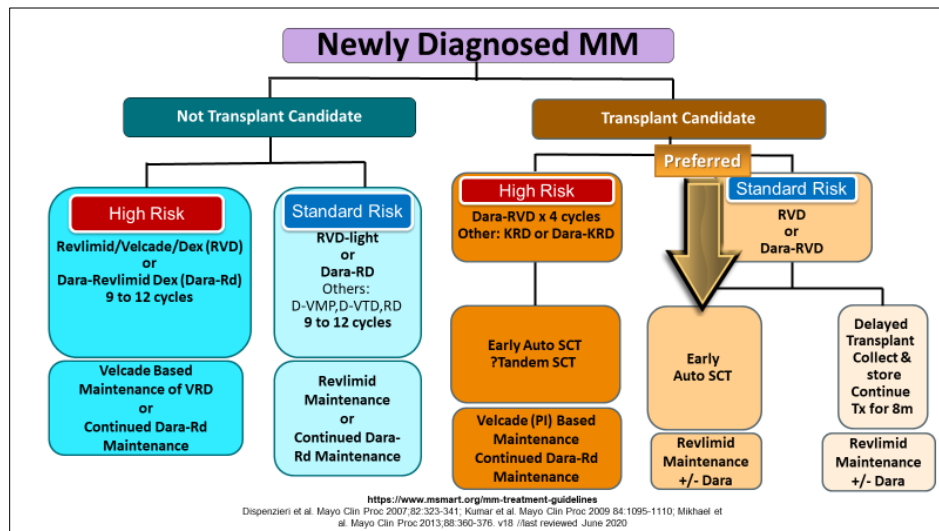 Newly Diagnosed MM
Not Transplant Candidate
Transplant Candidate
Preferred
High Risk
Revlimid/Velcade/Dex (RVD)
or
Dara-Revlimid Dex (Dara-Rd)
9 to 12 cycles
Velcade Based
Maintenance of VRD
or
Continued Dara-Rd
Maintenance
Standard Risk
RVD-light
or
Dara-RD
Others:
D-VMP,D-VTD,RD
9 to 12 cycles
Revlimid
Maintenance
or
Continued Dara-
Rd Maintenance
High Risk
Dara-RVD x 4 cycles
Other: KRD or Dara-KRD
Early Auto SCT
?Tandem SCT
Velcade (PI) Based
Maintenance
Continued Dara-Rd
Maintenance
Standard Risk
RVD
or
Dara-RVD
Early
Auto SCT
Revlimid
Maintenance
+/- Dara
Delayed
Transplant
Collect &
store
Continue
Tx for 8m
Revlimid
Maintenance
+/- Dara
https://www.msmart.org/mm-treatment-guidelines
Dispenzieri et al. Mayo Clin Proc 2007;82:323-341; Kumar et al. Mayo Clin Proc 2009 84:1095-1110; Mikhael et
al. Mayo Clin Proc 2013;88:360-376. v18 //last reviewed June 2020